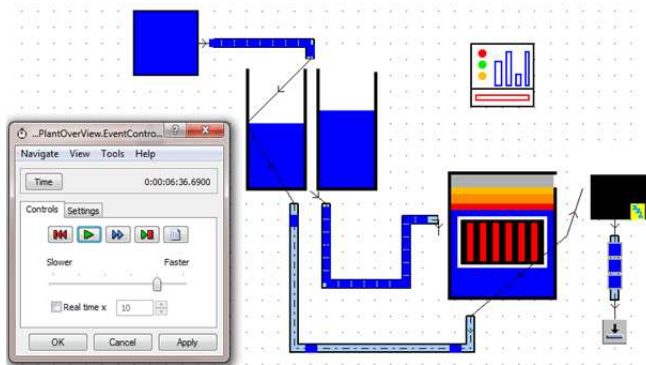 ...PlantOverView.EventContro...
Navigate View Tools Help
Time 0:00:06:36.6900
Controls Settings
Slower Faster
Real time x 10
OK Cancel Apply